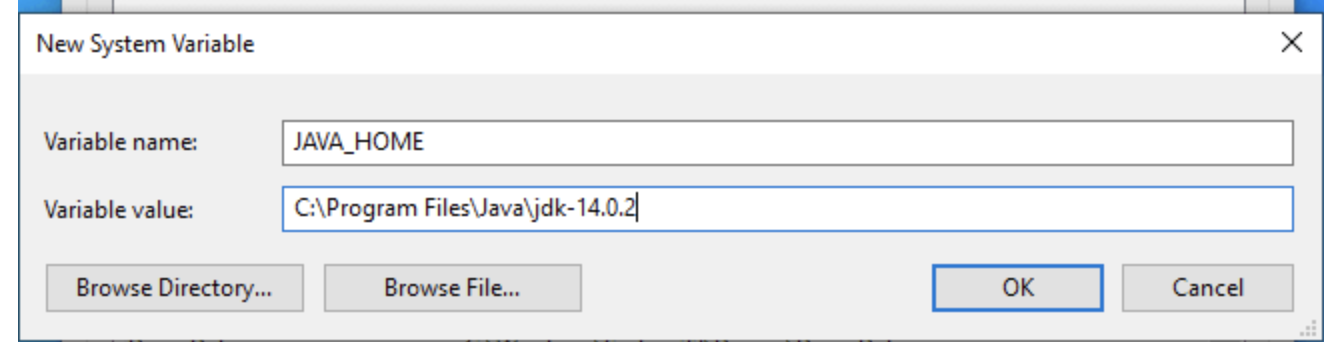 New System Variable
Variable name: JAVA_HOME
Variable value: C:\Program Files\Java\jdk-14.0.2
Browse Directory... Browse File... OK Cancel